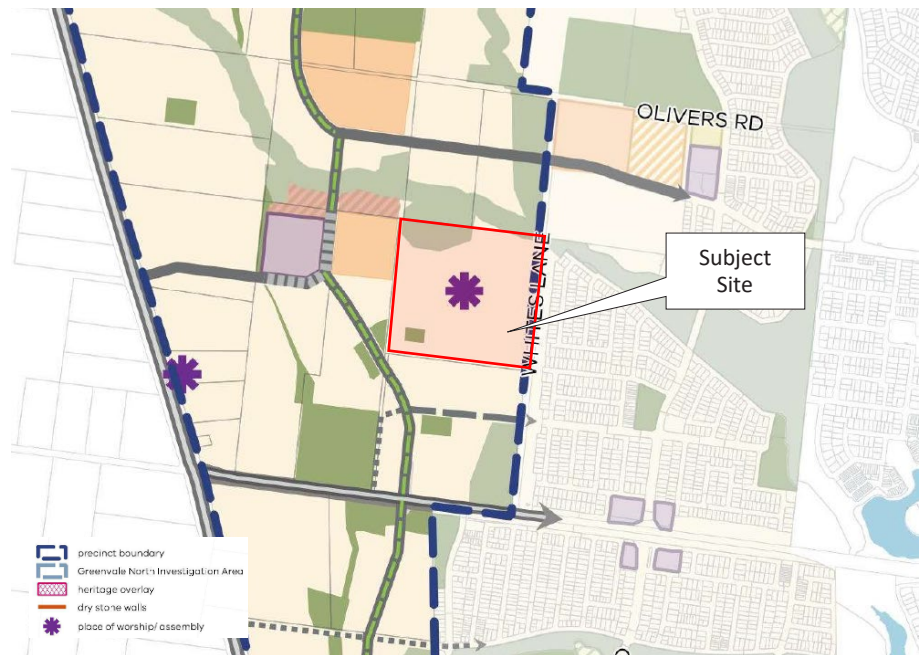 OLIVERS RD
Subject
Site
WHITES LANE
precinct boundary
Greenvale North Investigation Area
heritage overlay
dry stone walls
place of worship/ assembly